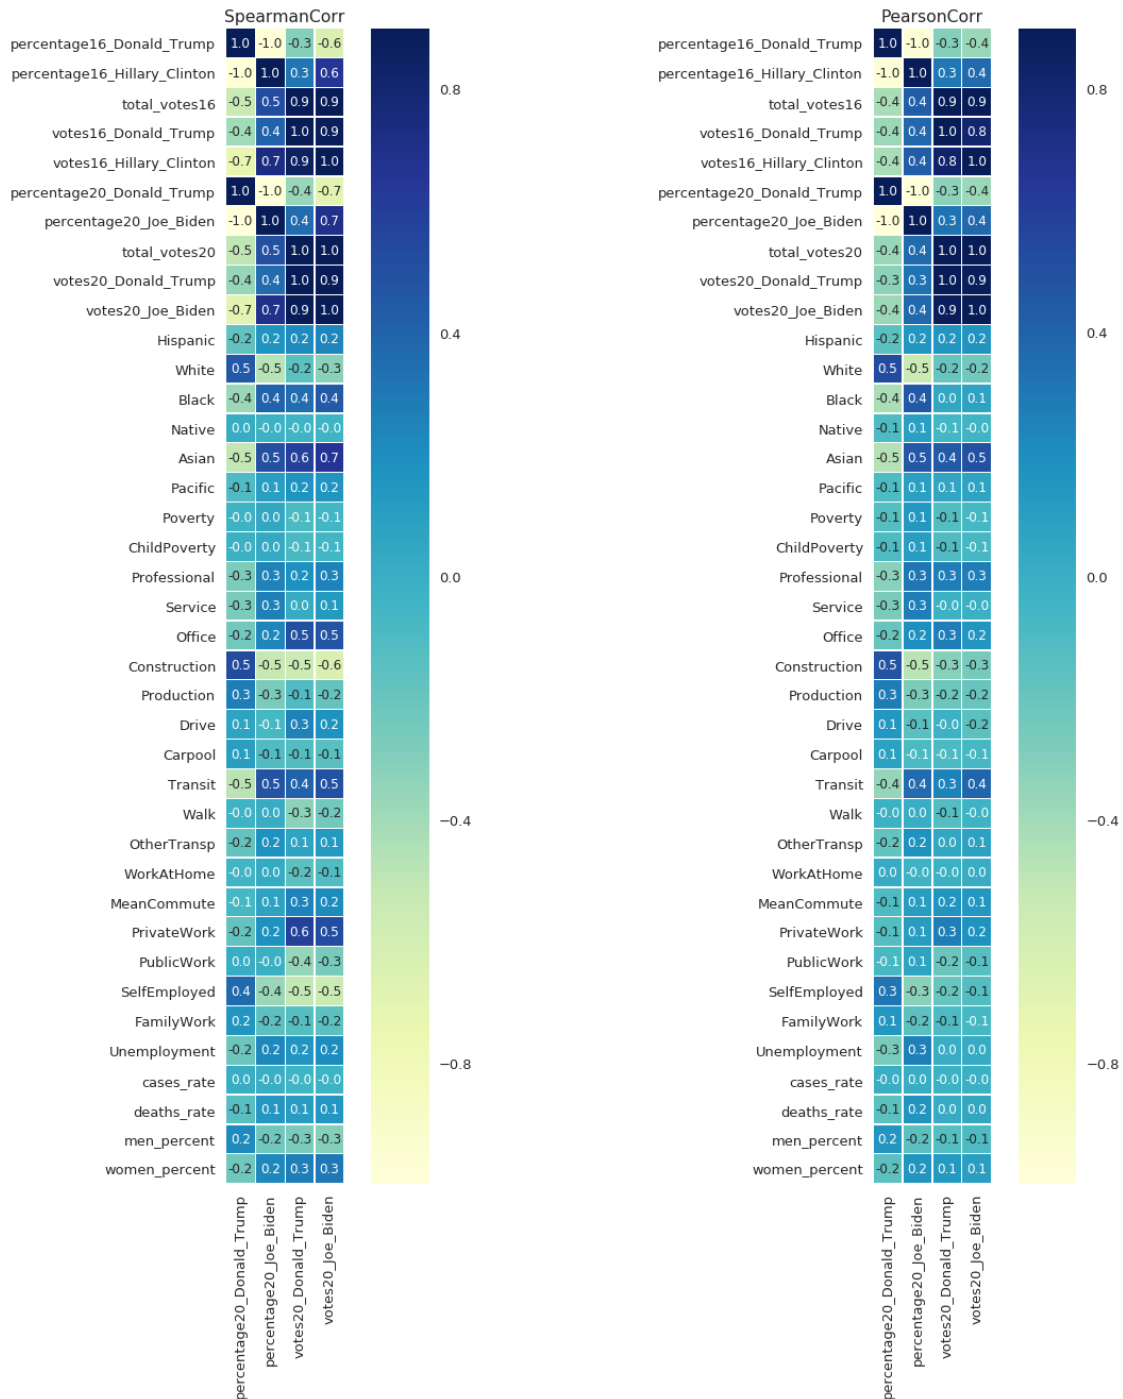 SpearmanCorr
percentage16_Donald_Trump 1.0 -1.0 -0.3 -0.6
percentage16_Hillary_Clinton -1.0 1.0 0.3 0.6
total_votes16 -0.5 0.5 0.9 0.9
votes16_Donald_Trump -0.4 0.4 1.0 0.9
votes16_Hillary_Clinton -0.7 0.7 0.9 1.0
percentage20_Donald_Trump 1.0 -1.0 -0.4 -0.7
percentage20_Joe_Biden -1.0 1.0 0.4 0.7
total_votes20 -0.5 0.5 1.0 1.0
votes20_Donald_Trump -0.4 0.4 1.0 0.9
votes20_Joe_Biden -0.7 0.7 0.9 1.0
Hispanic -0.2 0.2 0.2 0.2
White 0.5 -0.5 -0.2 -0.3
Black -0.4 0.4 0.4 0.4
Native 0.0 -0.0 -0.0 -0.0
Asian -0.5 0.5 0.6 0.7
Pacific -0.1 0.1 0.2 0.2
Poverty -0.0 0.0 -0.1 -0.1
ChildPoverty -0.0 0.0 -0.1 -0.1
Professional -0.3 0.3 0.2 0.3
Service -0.3 0.3 0.0 0.1
Office -0.2 0.2 0.5 0.5
Construction 0.5 -0.5 -0.5 -0.6
Production 0.3 -0.3 -0.1 -0.2
Drive 0.1 -0.1 0.3 0.2
Carpool 0.1 -0.1 -0.1 -0.1
Transit -0.5 0.5 0.4 0.5
Walk -0.0 0.0 -0.3 -0.2
OtherTransp -0.2 0.2 0.1 0.1
WorkAtHome -0.0 0.0 -0.2 -0.1
MeanCommute -0.1 0.1 0.3 0.2
PrivateWork -0.2 0.2 0.6 0.5
PublicWork 0.0 -0.0 -0.4 -0.3
SelfEmployed 0.4 -0.4 -0.5 -0.5
FamilyWork 0.2 -0.2 -0.1 -0.2
Unemployment -0.2 0.2 0.2 0.2
cases_rate 0.0 -0.0 -0.0 -0.0
deaths_rate -0.1 0.1 0.1 0.1
men_percent 0.2 -0.2 -0.3 -0.3
women_percent -0.2 0.2 0.3 0.3
percentage20_Donald_Trump
percentage20_Joe_Biden
votes20_Donald_Trump
votes20_Joe_Biden
0.8
0.4
0.0
−0.4
−0.8
PearsonCorr
percentage16_Donald_Trump 1.0 -1.0 -0.3 -0.4
percentage16_Hillary_Clinton -1.0 1.0 0.3 0.4
total_votes16 -0.4 0.4 0.9 0.9
votes16_Donald_Trump -0.4 0.4 1.0 0.8
votes16_Hillary_Clinton -0.4 0.4 0.8 1.0
percentage20_Donald_Trump 1.0 -1.0 -0.3 -0.4
percentage20_Joe_Biden -1.0 1.0 0.3 0.4
total_votes20 -0.4 0.4 1.0 1.0
votes20_Donald_Trump -0.3 0.3 1.0 0.9
votes20_Joe_Biden -0.4 0.4 0.9 1.0
Hispanic -0.2 0.2 0.2 0.2
White 0.5 -0.5 -0.2 -0.2
Black -0.4 0.4 0.0 0.1
Native -0.1 0.1 -0.1 -0.0
Asian -0.5 0.5 0.4 0.5
Pacific -0.1 0.1 0.1 0.1
Poverty -0.1 0.1 -0.1 -0.1
ChildPoverty -0.1 0.1 -0.1 -0.1
Professional -0.3 0.3 0.3 0.3
Service -0.3 0.3 -0.0 -0.0
Office -0.2 0.2 0.3 0.2
Construction 0.5 -0.5 -0.3 -0.3
Production 0.3 -0.3 -0.2 -0.2
Drive 0.1 -0.1 -0.0 -0.2
Carpool 0.1 -0.1 -0.1 -0.1
Transit -0.4 0.4 0.3 0.4
Walk -0.0 0.0 -0.1 -0.0
OtherTransp -0.2 0.2 0.0 0.1
WorkAtHome 0.0 -0.0 -0.0 0.0
MeanCommute -0.1 0.1 0.2 0.1
PrivateWork -0.1 0.1 0.3 0.2
PublicWork -0.1 0.1 -0.2 -0.1
SelfEmployed 0.3 -0.3 -0.2 -0.1
FamilyWork 0.1 -0.2 -0.1 -0.1
Unemployment -0.3 0.3 0.0 0.0
cases_rate -0.0 0.0 -0.0 -0.0
deaths_rate -0.1 0.2 0.0 0.0
men_percent 0.2 -0.2 -0.1 -0.1
women_percent -0.2 0.2 0.1 0.1
percentage20_Donald_Trump
percentage20_Joe_Biden
votes20_Donald_Trump
votes20_Joe_Biden
0.8
0.4
0.0
−0.4
−0.8